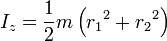 I_z = \frac{1}{2} m \left( {r_1}^2 + {r_2}^2 \right)